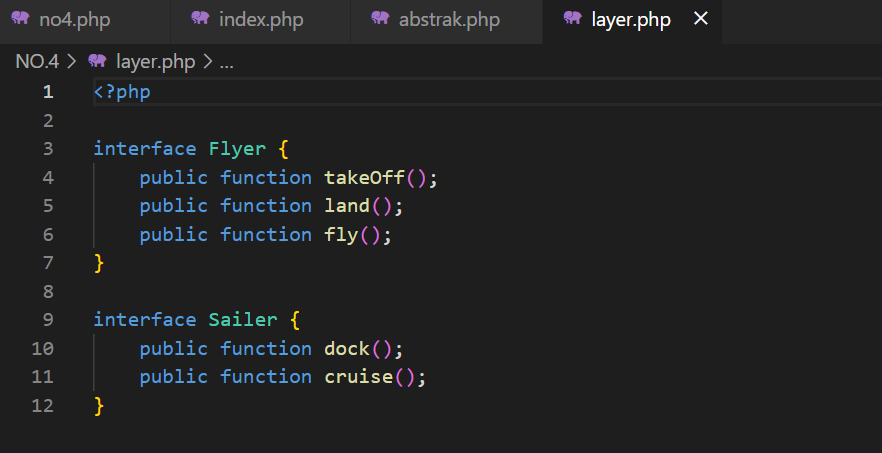 no4.php index.php abstrak.php layer.php ×
NO.4 > layer.php > ...
1 <?php
2
3 interface Flyer {
4     public function takeOff();
5     public function land();
6     public function fly();
7 }
8
9 interface Sailer {
10     public function dock();
11     public function cruise();
12 }